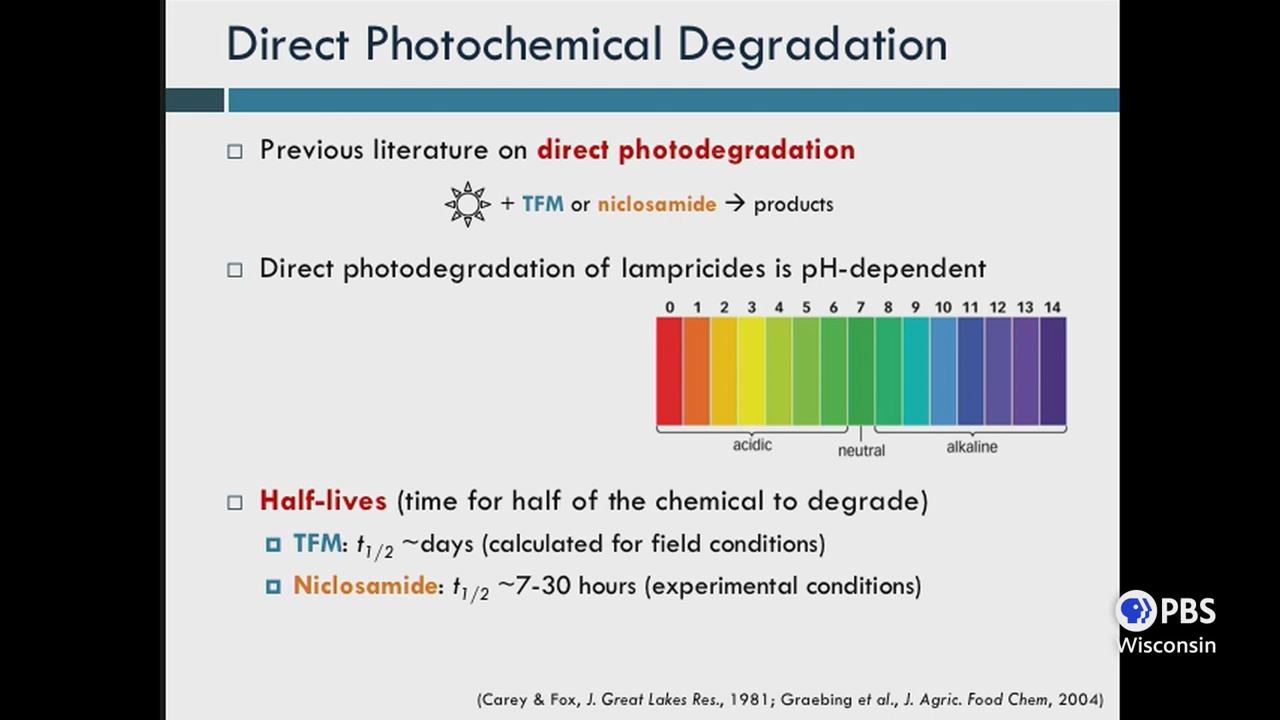 Direct Photochemical Degradation
Previous literature on direct photodegradation
+ TFM or niclosamide → products
Direct photodegradation of lampricides is pH-dependent
0 1 2 3 4 5 6 7 8 9 10 11 12 13 14
acidic neutral alkaline
Half-lives (time for half of the chemical to degrade)
TFM: t1/2 ~days (calculated for field conditions)
Niclosamide: t1/2 ~7-30 hours (experimental conditions)
PBS
Wisconsin
(Carey & Fox, J. Great Lakes Res., 1981; Graebing et al., J. Agric. Food Chem, 2004)